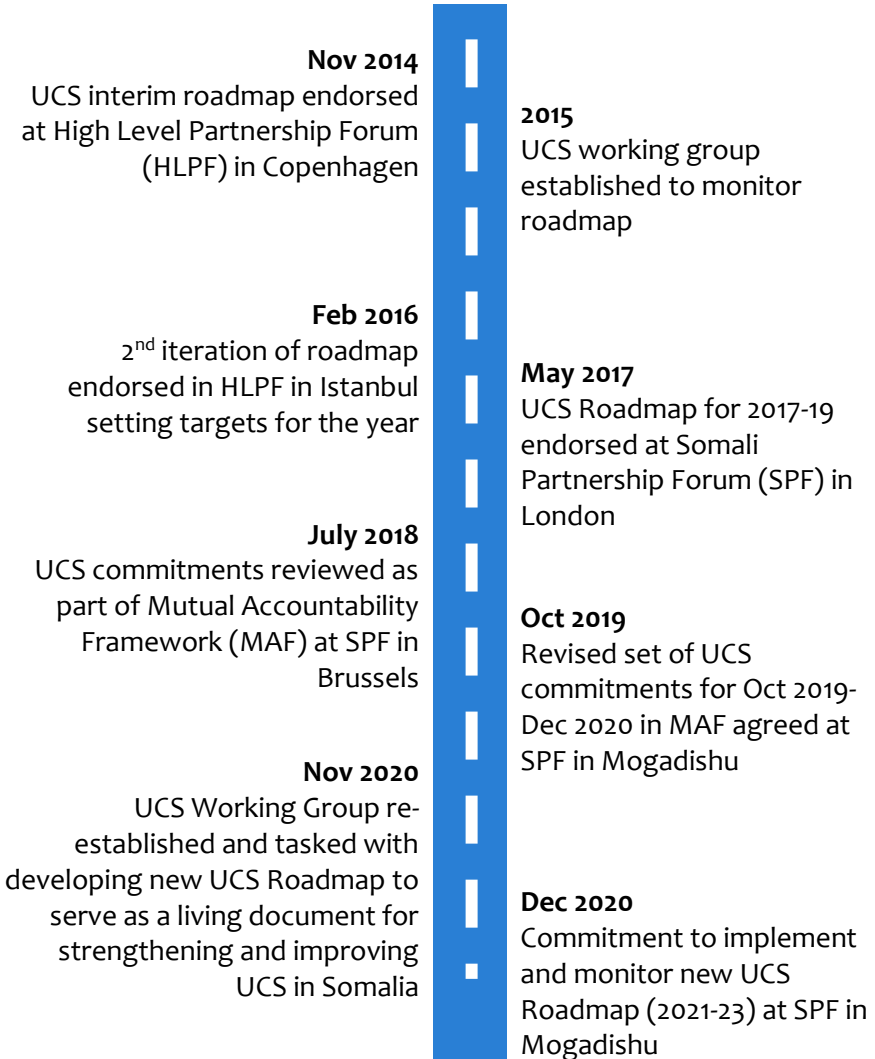 Nov 2014
UCS interim roadmap endorsed
at High Level Partnership Forum
(HLPF) in Copenhagen
2015
UCS working group
established to monitor
roadmap
Feb 2016
2nd iteration of roadmap
endorsed in HLPF in Istanbul
setting targets for the year
May 2017
UCS Roadmap for 2017-19
endorsed at Somali
Partnership Forum (SPF) in
London
July 2018
UCS commitments reviewed as
part of Mutual Accountability
Framework (MAF) at SPF in
Brussels
Oct 2019
Revised set of UCS
commitments for Oct 2019-
Dec 2020 in MAF agreed at
SPF in Mogadishu
Nov 2020
UCS Working Group re-
established and tasked with
developing new UCS Roadmap to
serve as a living document for
strengthening and improving
UCS in Somalia
Dec 2020
Commitment to implement
and monitor new UCS
Roadmap (2021-23) at SPF in
Mogadishu